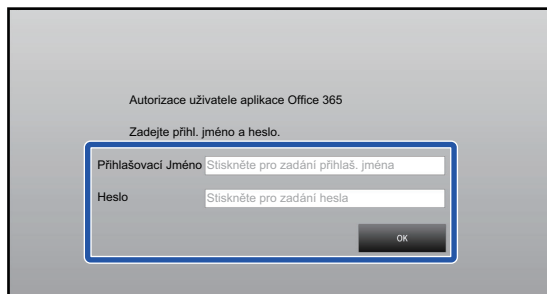 Autorizace uživatele aplikace Office 365
Zadejte přihl. jméno a heslo.
Přihlašovací Jméno Stiskněte pro zadání přihlaš. jména
Heslo Stiskněte pro zadání hesla
OK